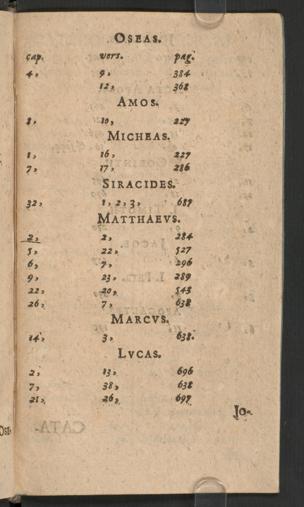 OSEAS.
cap. vers. pag.
4, 9, 384
12, 368
AMOS.
8, 10, 227
MICHEAS.
1, 16, 227
7, 17, 286
SIRACIDES.
32, 1, 2, 3, 689
MATTHAEVS.
2, 2, 284
5, 22, 527
6, 7, 296
9, 23, 289
22, 20, 545
26, 7, 638
MARCVS.
14, 3, 638.
LVCAS.
2, 13, 696
7, 38, 638
21, 26, 697
Jo-